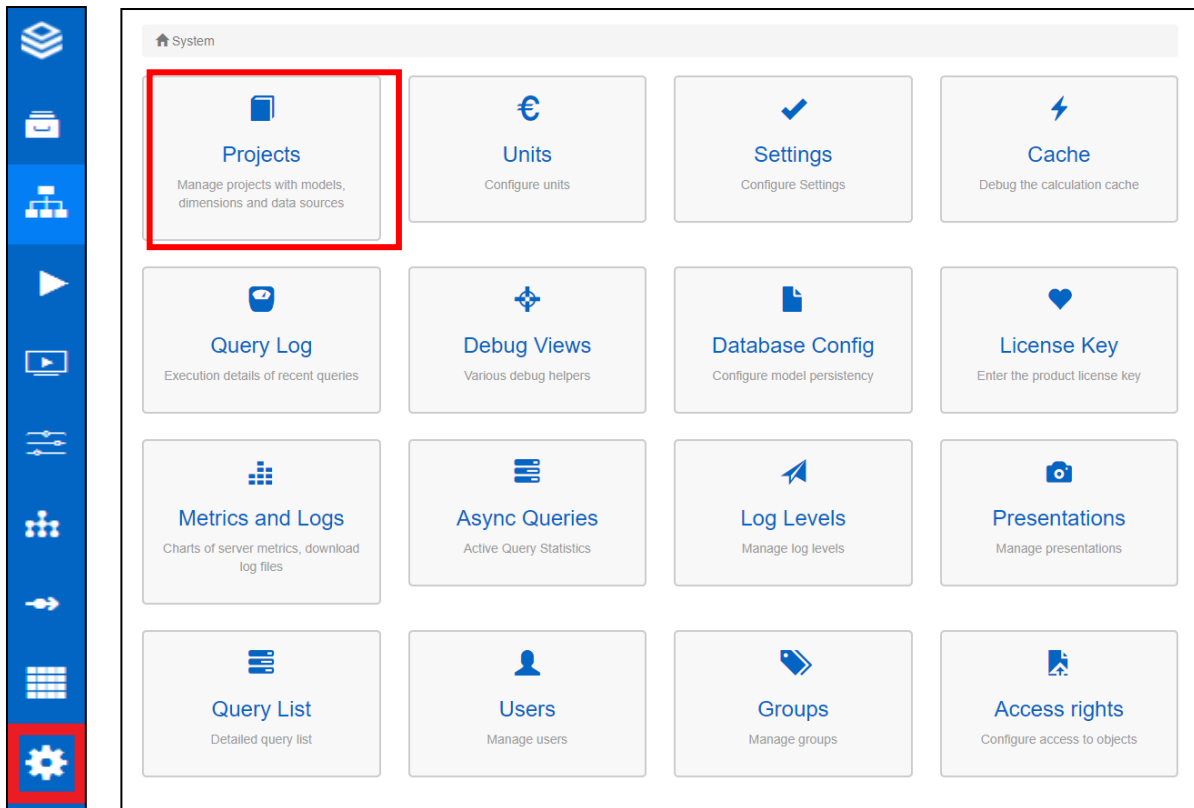 System
Projects
Manage projects with models,
dimensions and data sources
Units
Configure units
Settings
Configure Settings
Cache
Debug the calculation cache
Query Log
Execution details of recent queries
Debug Views
Various debug helpers
Database Config
Configure model persistency
License Key
Enter the product license key
Metrics and Logs
Charts of server metrics, download
log files
Async Queries
Active Query Statistics
Log Levels
Manage log levels
Presentations
Manage presentations
Query List
Detailed query list
Users
Manage users
Groups
Manage groups
Access rights
Configure access to objects